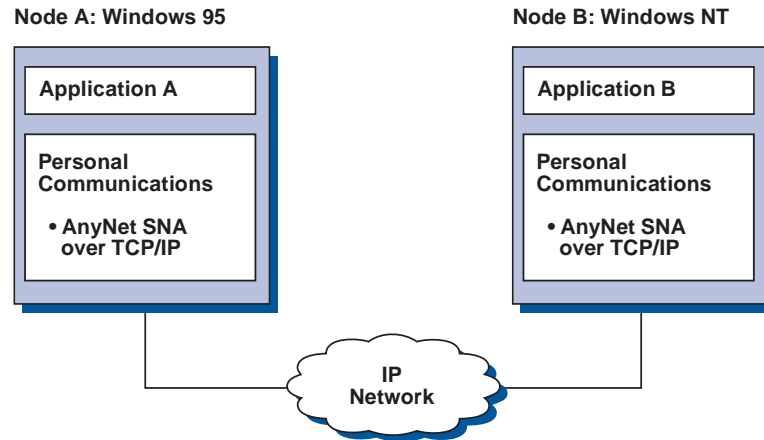 Node A: Windows 95
Node B: Windows NT
Application A
Personal
Communications
• AnyNet SNA
over TCP/IP
Application B
Personal
Communications
• AnyNet SNA
over TCP/IP
IP
Network